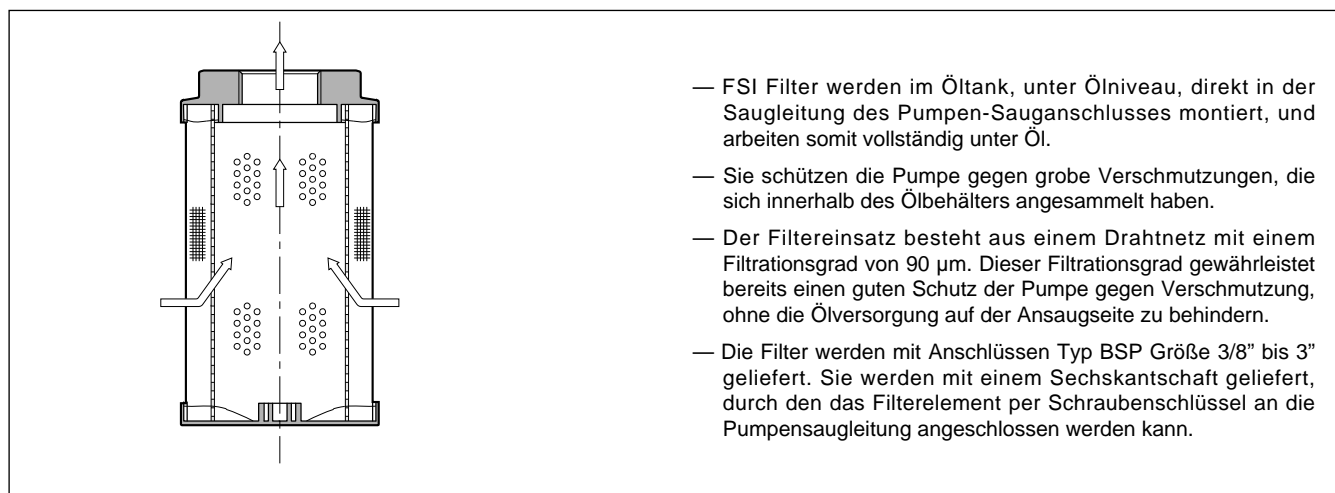 — FSI Filter werden im Öltank, unter Ölniveau, direkt in der
Saugleitung des Pumpen-Sauganschlusses montiert, und
arbeiten somit vollständig unter Öl.
— Sie schützen die Pumpe gegen grobe Verschmutzungen, die
sich innerhalb des Ölbehälters angesammelt haben.
— Der Filtereinsatz besteht aus einem Drahtnetz mit einem
Filtrationsgrad von 90 µm. Dieser Filtrationsgrad gewährleistet
bereits einen guten Schutz der Pumpe gegen Verschmutzung,
ohne die Ölversorgung auf der Ansaugseite zu behindern.
— Die Filter werden mit Anschlüssen Typ BSP Größe 3/8” bis 3”
geliefert. Sie werden mit einem Sechskantschaft geliefert,
durch den das Filterelement per Schraubenschlüssel an die
Pumpensaugleitung angeschlossen werden kann.